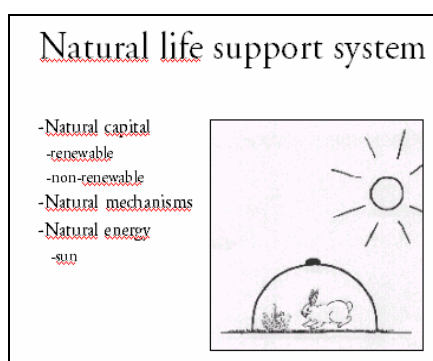 Natural life support system
-Natural capital
-renewable
-non-renewable
-Natural mechanisms
-Natural energy
-sun